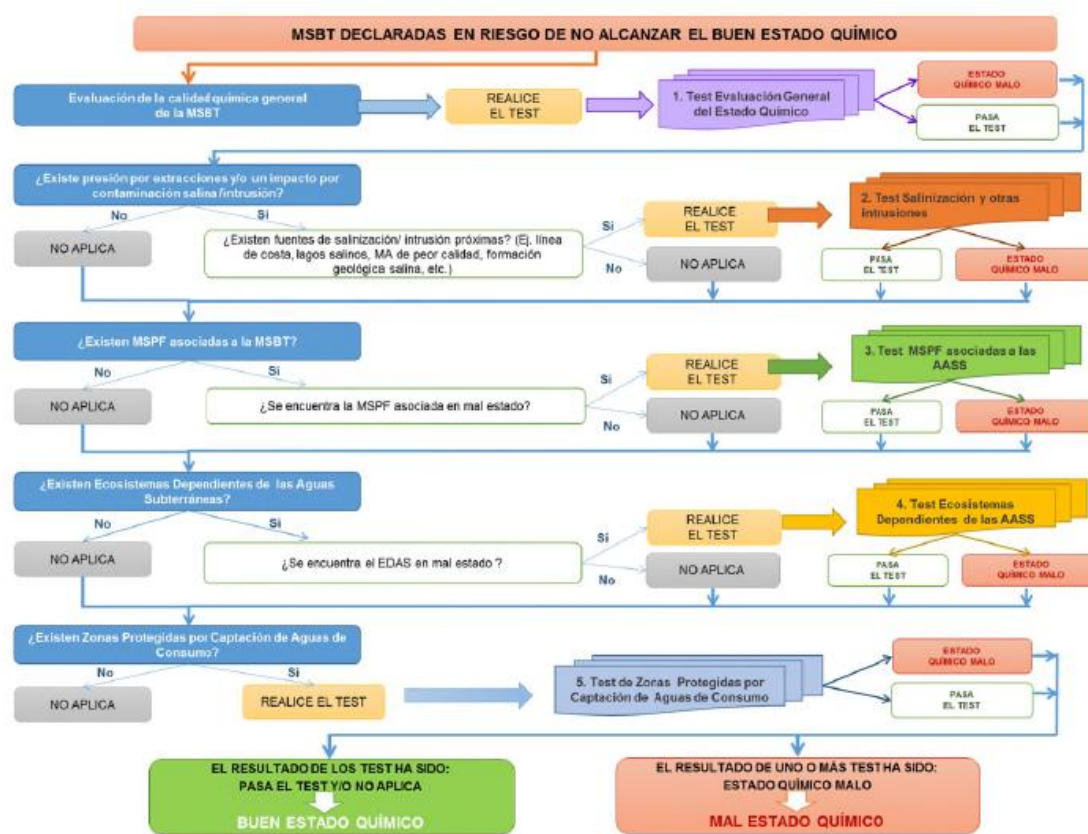 MSBT DECLARADAS EN RIESGO DE NO ALCANZAR EL BUEN ESTADO QUÍMICO
Evaluación de la calidad química general
de la MSBT
REALICE
EL TEST
1. Test Evaluación General
del Estado Químico
ESTADO
QUÍMICO MALO
PASA
EL TEST
¿Existe presión por extracciones y/o un impacto por
contaminación salina/intrusión?
No
Sí
NO APLICA
¿Existen fuentes de salinización/ intrusión próximas? (Ej. línea
de costa, lagos salinos, MA de peor calidad, formación
geológica salina, etc.)
Sí
No
REALICE
EL TEST
NO APLICA
2. Test Salinización y otras
Intrusiones
PASA
EL TEST
ESTADO
QUÍMICO MALO
¿Existen MSPF asociadas a la MSBT?
No
Sí
NO APLICA
¿Se encuentra la MSPF asociada en mal estado?
Sí
No
REALICE
EL TEST
NO APLICA
3. Test MSPF asociadas a las
AASS
PASA
EL TEST
ESTADO
QUÍMICO MALO
¿Existen Ecosistemas Dependientes de las Aguas
Subterráneas?
No
Sí
NO APLICA
¿Se encuentra el EDAS en mal estado ?
Sí
No
REALICE
EL TEST
NO APLICA
4. Test Ecosistemas
Dependientes de las AASS
PASA
EL TEST
ESTADO
QUÍMICO MALO
¿Existen Zonas Protegidas por Captación de Aguas de
Consumo?
No
Sí
NO APLICA
REALICE EL TEST
5. Test de Zonas Protegidas por
Captación de Aguas de Consumo
ESTADO
QUÍMICO MALO
PASA
EL TEST
EL RESULTADO DE LOS TEST HA SIDO:
PASA EL TEST Y/O NO APLICA
BUEN ESTADO QUÍMICO
EL RESULTADO DE UNO O MÁS TEST HA SIDO:
ESTADO QUÍMICO MALO
MAL ESTADO QUÍMICO